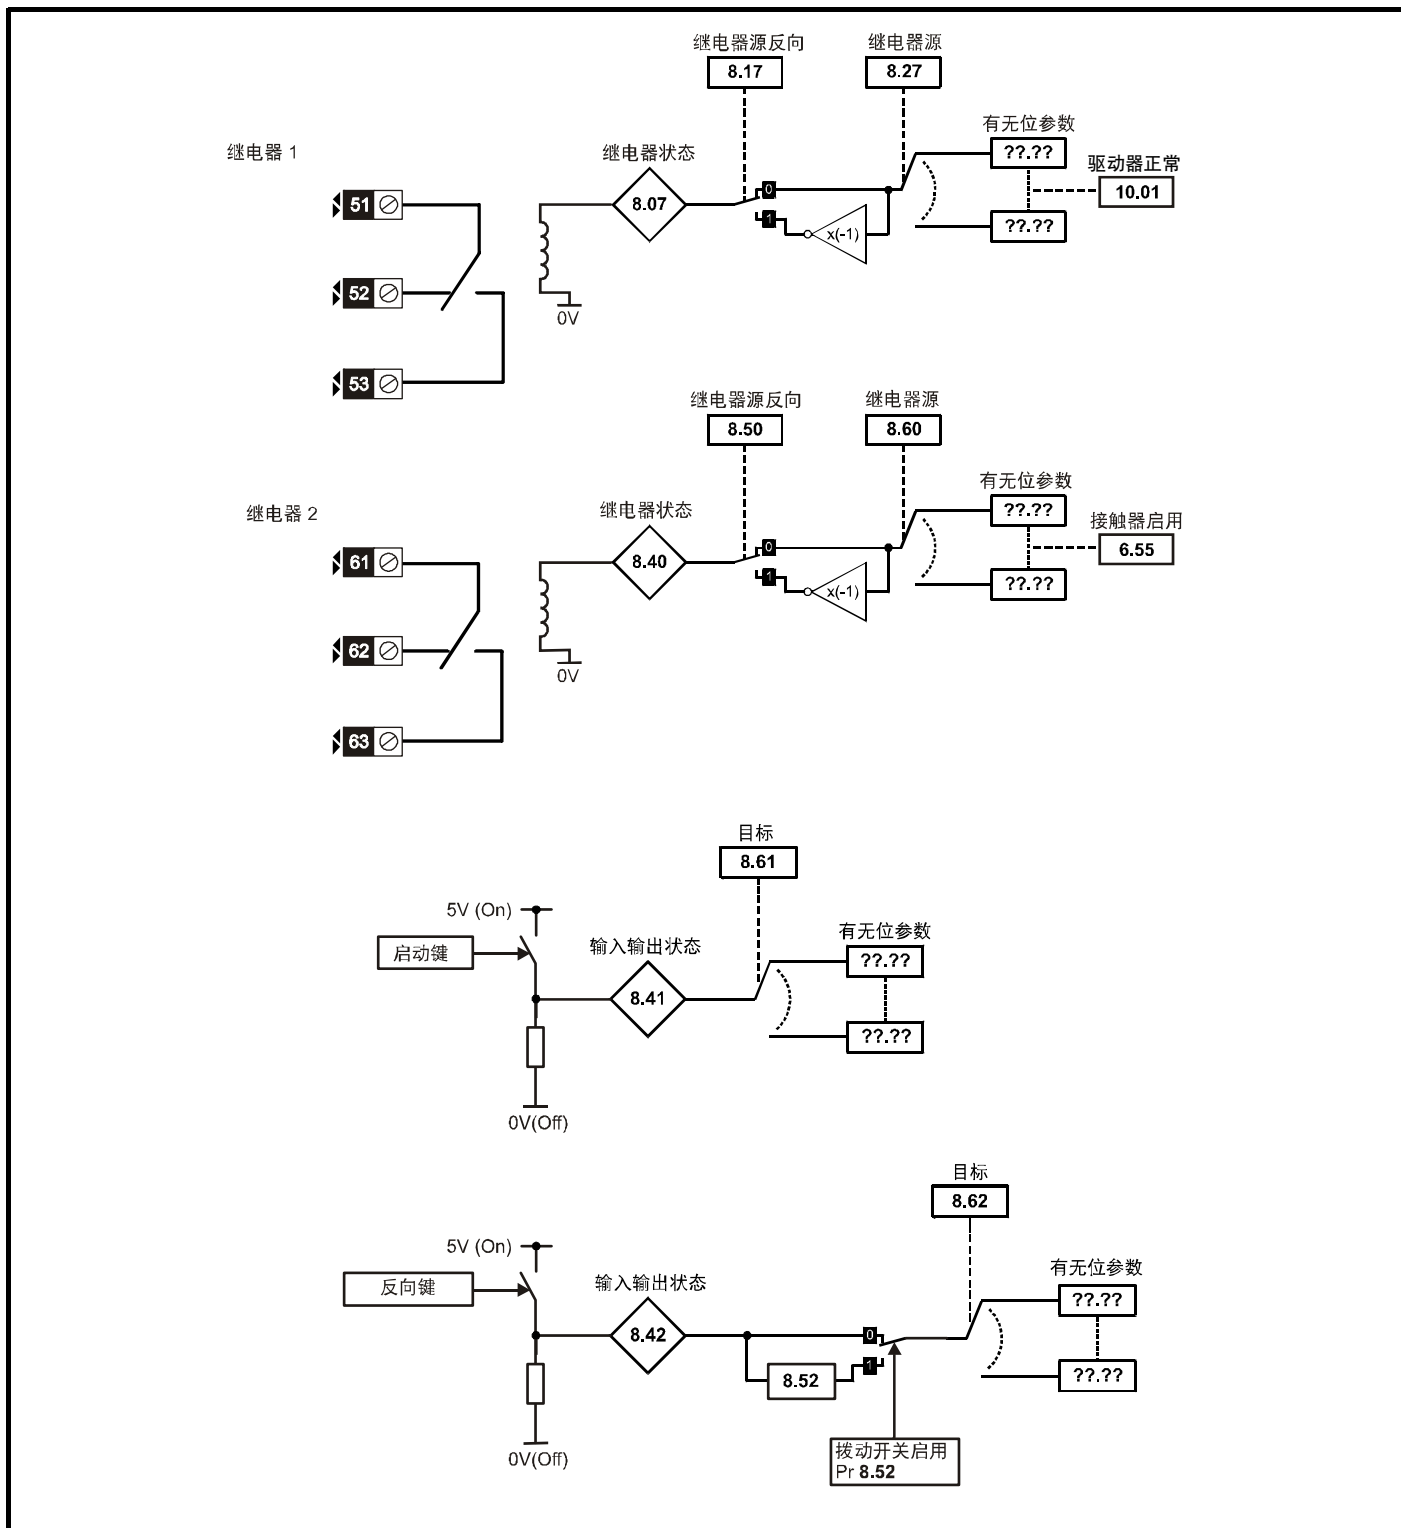 继电器源反向
继电器源
8.17
8.27
有无位参数
继电器 1
继电器状态
??.??
驱动器正常
51
8.07
0
10.01
1
x(-1)
??.??
52
0V
53
继电器源反向
继电器源
8.50
8.60
有无位参数
继电器 2
继电器状态
??.??
接触器启用
61
8.40
0
6.55
1
x(-1)
??.??
62
0V
63
目标
8.61
5V (On)
有无位参数
启动键
输入输出状态
??.??
8.41
??.??
0V(Off)
目标
8.62
5V (On)
有无位参数
反向键
输入输出状态
??.??
8.42
0
1
8.52
??.??
0V(Off)
拨动开关启用
Pr 8.52